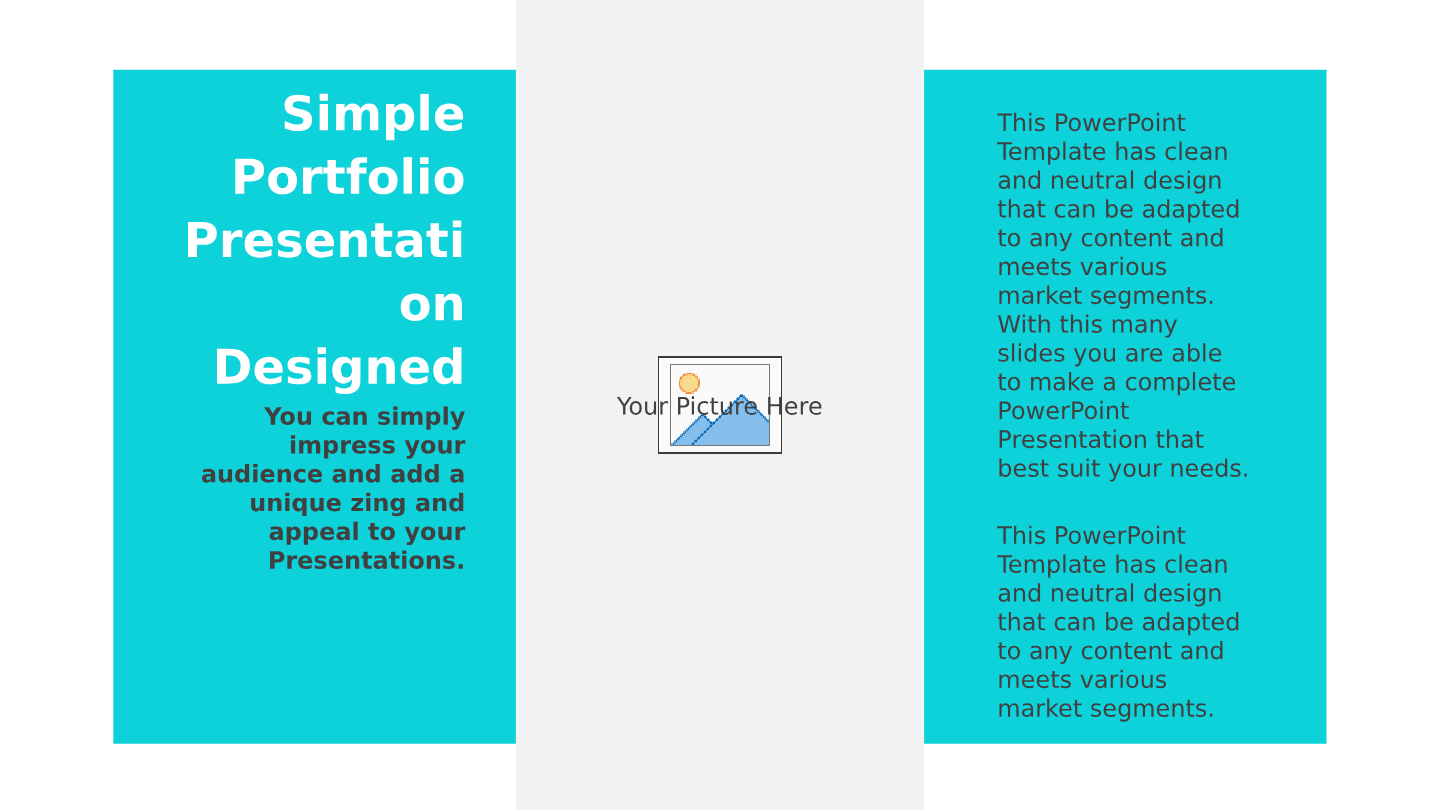 Simple
Portfolio
Presentati
on
Designed
You can simply
impress your
audience and add a
unique zing and
appeal to your
Presentations.
Your Picture Here
This PowerPoint
Template has clean
and neutral design
that can be adapted
to any content and
meets various
market segments.
With this many
slides you are able
to make a complete
PowerPoint
Presentation that
best suit your needs.
This PowerPoint
Template has clean
and neutral design
that can be adapted
to any content and
meets various
market segments.